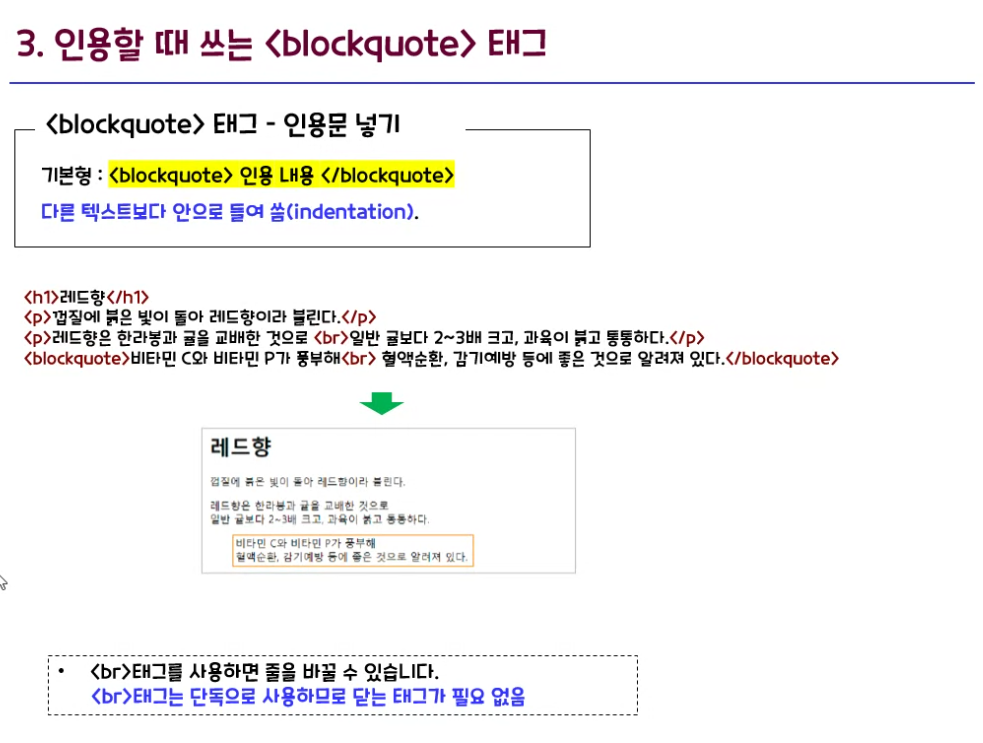 3. 인용할 때 쓰는 <blockquote> 태그
<blockquote> 태그 - 인용문 넣기
기본형 : <blockquote> 인용 내용 </blockquote>
다른 텍스트보다 안으로 들여 씀(indentation).
<h1>레드향</h1>
<p>껍질에 붉은 빛이 돌아 레드향이라 불린다.</p>
<p>레드향은 한라봉과 귤을 교배한 것으로 <br>일반 귤보다 2~3배 크고, 과육이 붉고 통통하다.</p>
<blockquote>비타민 C와 비타민 P가 풍부해<br> 혈액순환, 감기예방 등에 좋은 것으로 알려져 있다.</blockquote>
레드향
껍질에 붉은 빛이 돌아 레드향이라 불린다.
레드향은 한라봉과 귤을 교배한 것으로
일반 귤보다 2~3배 크고, 과육이 붉고 통통하다.
비타민 C와 비타민 P가 풍부해
혈액순환, 감기예방 등에 좋은 것으로 알려져 있다.
• <br>태그를 사용하면 줄을 바꿀 수 있습니다.
<br>태그는 단독으로 사용하므로 닫는 태그가 필요 없음